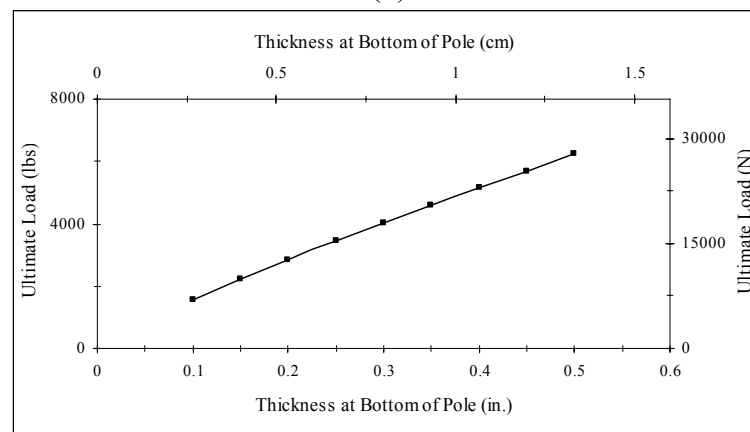 Thickness at Bottom of Pole (cm)
0 0.5 1 1.5
8000
30000
Ultimate Load (lbs)
4000
15000
Ultimate Load (N)
0
0
0 0.1 0.2 0.3 0.4 0.5 0.6
Thickness at Bottom of Pole (in.)